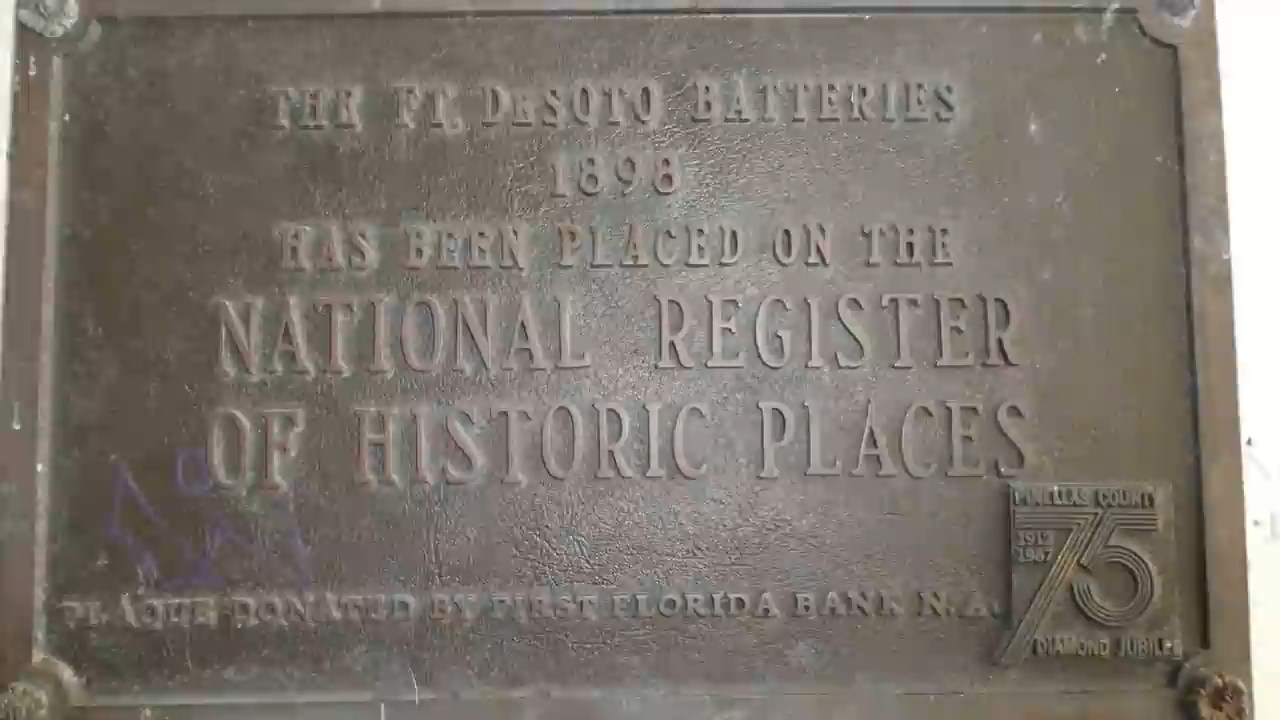 THE FT. DeSOTO BATTERIES
1898
HAS BEEN PLACED ON THE
NATIONAL REGISTER
OF HISTORIC PLACES
PINELLAS COUNTY
75
1912
1987
DIAMOND JUBILEE
PLAQUE DONATED BY FIRST FLORIDA BANK N.A.